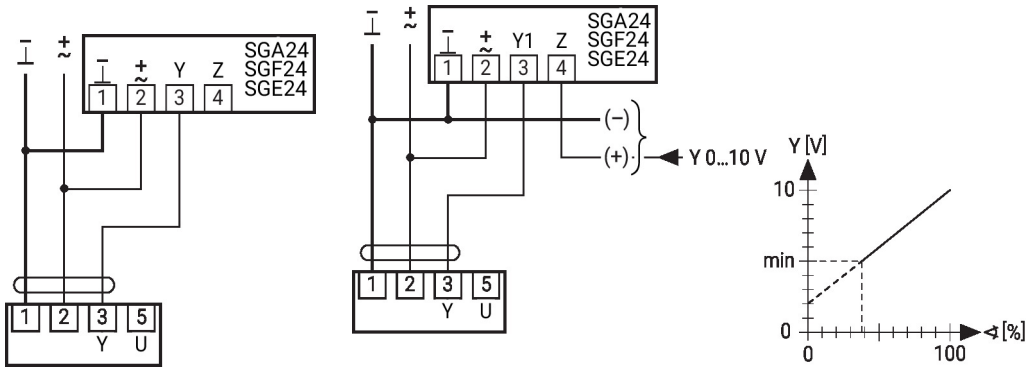 ⊥ − ~ +
SGA24
SGF24
SGE24
⊥ − ~ + Y Z
1 2 3 4
1 2 3 5
Y U
⊥ − ~ +
SGA24
SGF24
SGE24
⊥ − ~ + Y1 Z
1 2 3 4
(–)
(+) Y 0...10 V
1 2 3 5
Y U
Y [V]
10
min
0
0 100
∢ [%]